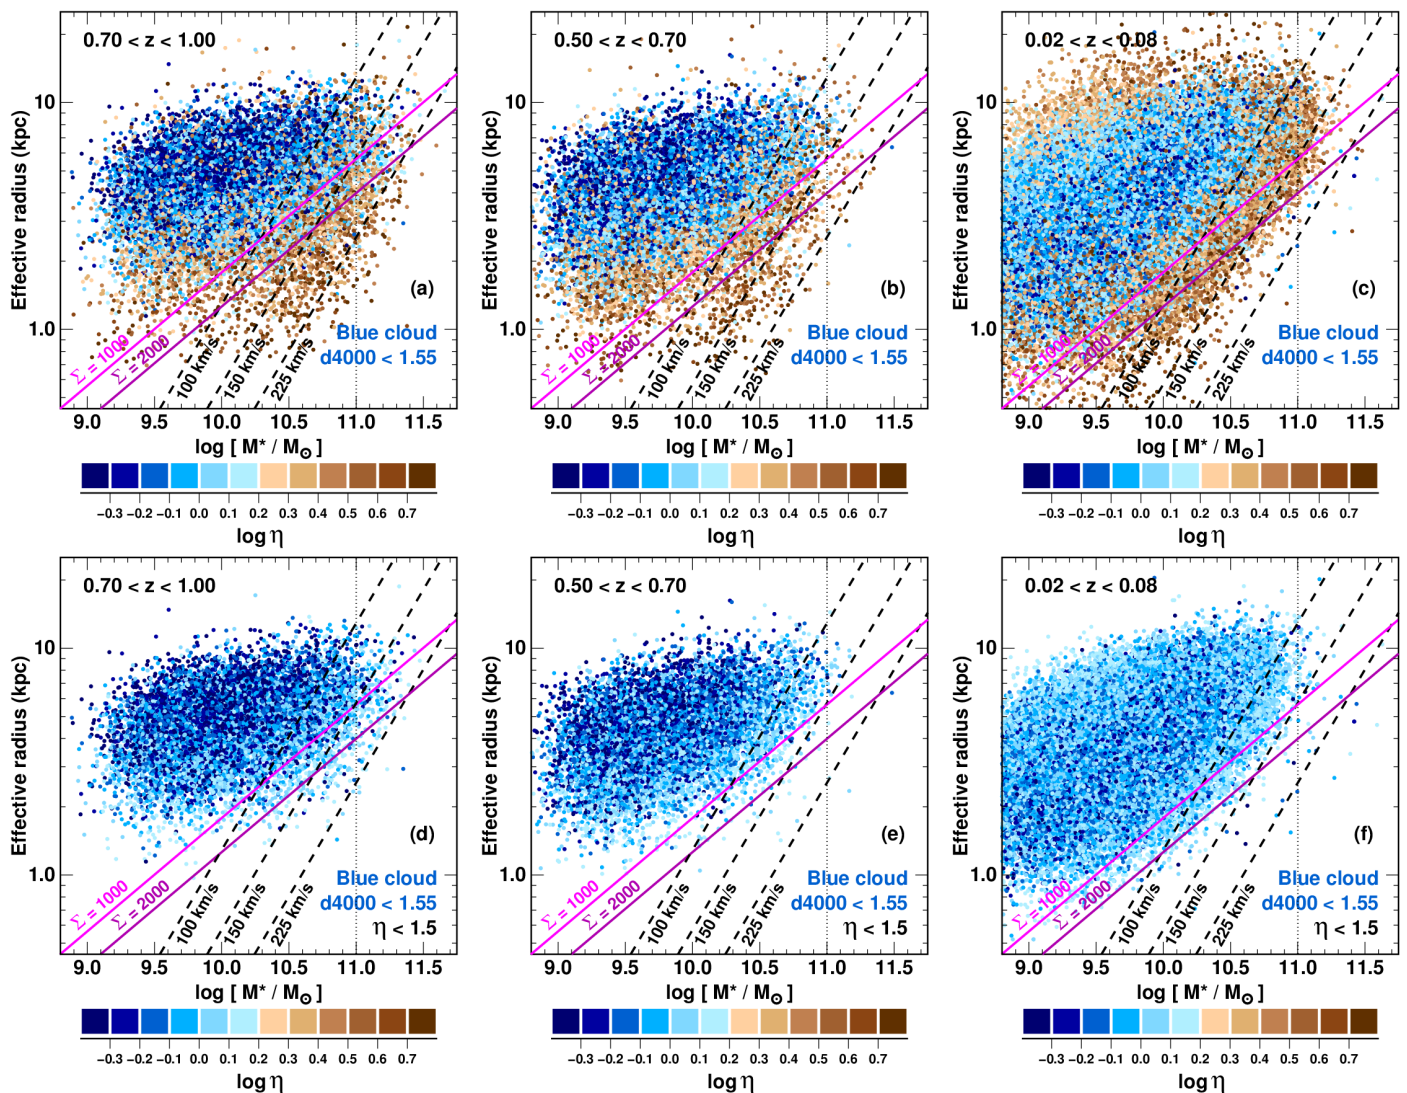 0.70 < z < 1.00
10
1.0
Effective radius (kpc)
(a)
Blue cloud
d4000 < 1.55
Σ = 1000
Σ = 2000
100 km/s
150 km/s
225 km/s
9.0 9.5 10.0 10.5 11.0 11.5
log [ M* / M⊙ ]
−0.3 −0.2 −0.1 0.0 0.1 0.2 0.3 0.4 0.5 0.6 0.7
log η
0.50 < z < 0.70
10
1.0
Effective radius (kpc)
(b)
Blue cloud
d4000 < 1.55
Σ = 1000
Σ = 2000
100 km/s
150 km/s
225 km/s
9.0 9.5 10.0 10.5 11.0 11.5
log [ M* / M⊙ ]
−0.3 −0.2 −0.1 0.0 0.1 0.2 0.3 0.4 0.5 0.6 0.7
log η
0.02 < z < 0.08
10
1.0
Effective radius (kpc)
(c)
Blue cloud
d4000 < 1.55
Σ = 1000
Σ = 2000
100 km/s
150 km/s
225 km/s
9.0 9.5 10.0 10.5 11.0 11.5
log [ M* / M⊙ ]
−0.3 −0.2 −0.1 0.0 0.1 0.2 0.3 0.4 0.5 0.6 0.7
log η
0.70 < z < 1.00
10
1.0
Effective radius (kpc)
(d)
Blue cloud
d4000 < 1.55
η < 1.5
Σ = 1000
Σ = 2000
100 km/s
150 km/s
225 km/s
9.0 9.5 10.0 10.5 11.0 11.5
log [ M* / M⊙ ]
−0.3 −0.2 −0.1 0.0 0.1 0.2 0.3 0.4 0.5 0.6 0.7
log η
0.50 < z < 0.70
10
1.0
Effective radius (kpc)
(e)
Blue cloud
d4000 < 1.55
η < 1.5
Σ = 1000
Σ = 2000
100 km/s
150 km/s
225 km/s
9.0 9.5 10.0 10.5 11.0 11.5
log [ M* / M⊙ ]
−0.3 −0.2 −0.1 0.0 0.1 0.2 0.3 0.4 0.5 0.6 0.7
log η
0.02 < z < 0.08
10
1.0
Effective radius (kpc)
(f)
Blue cloud
d4000 < 1.55
η < 1.5
Σ = 1000
Σ = 2000
100 km/s
150 km/s
225 km/s
9.0 9.5 10.0 10.5 11.0 11.5
log [ M* / M⊙ ]
−0.3 −0.2 −0.1 0.0 0.1 0.2 0.3 0.4 0.5 0.6 0.7
log η